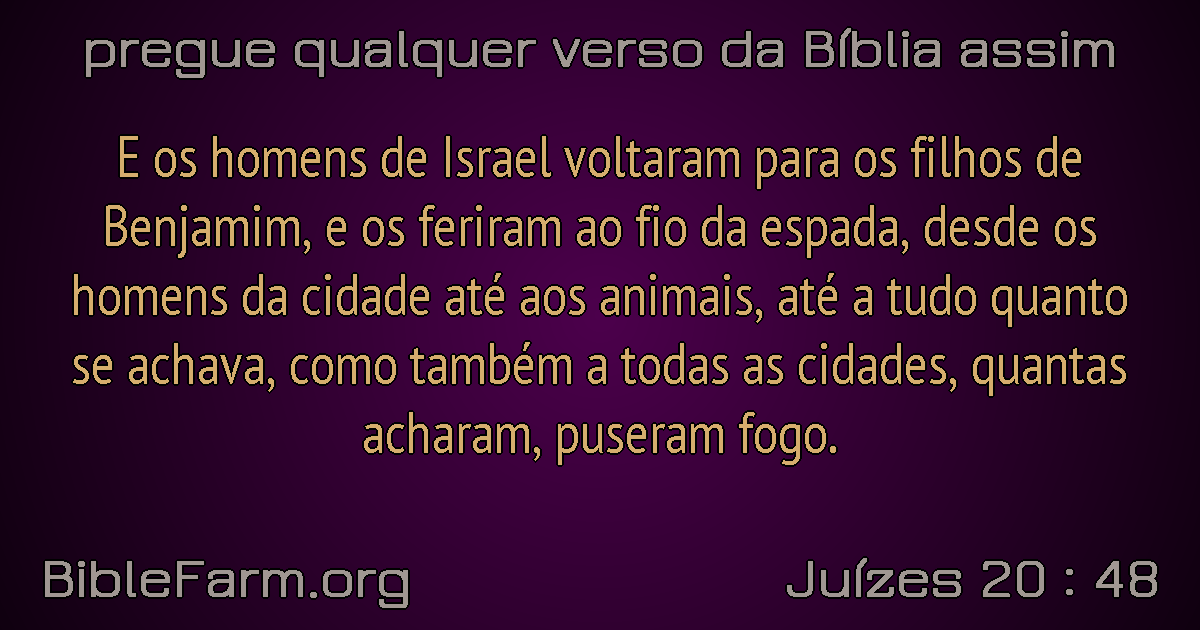 pregue qualquer verso da Bíblia assim
E os homens de Israel voltaram para os filhos de
Benjamim, e os feriram ao fio da espada, desde os
homens da cidade até aos animais, até a tudo quanto
se achava, como também a todas as cidades, quantas
acharam, puseram fogo.
BibleFarm.org
Juízes 20 : 48